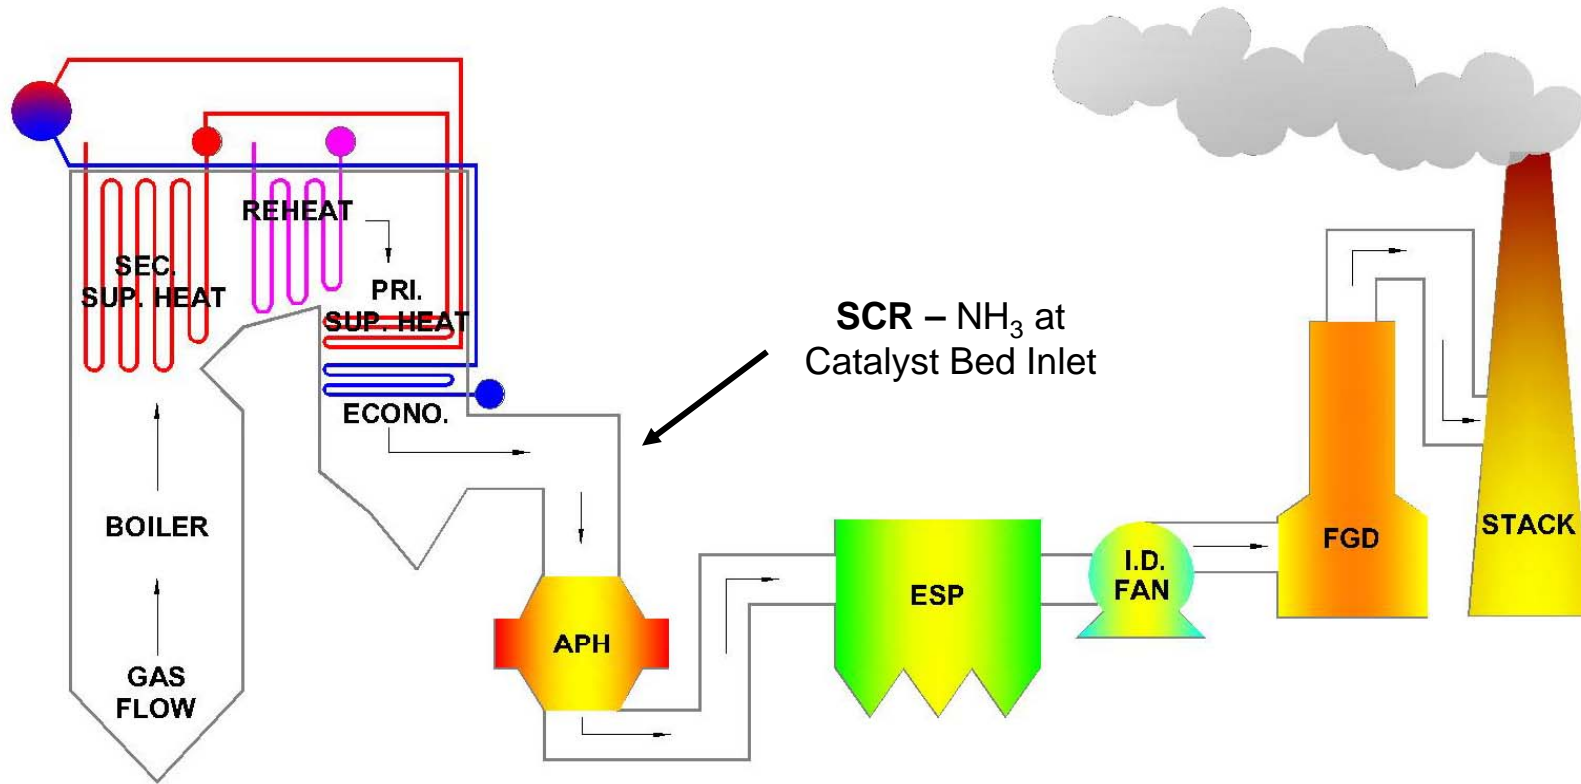 REHEAT
SEC.
SUP. HEAT
PRI.
SUP. HEAT
ECONO.
BOILER
GAS
FLOW
SCR – NH₃ at
Catalyst Bed Inlet
APH
ESP
I.D.
FAN
FGD
STACK